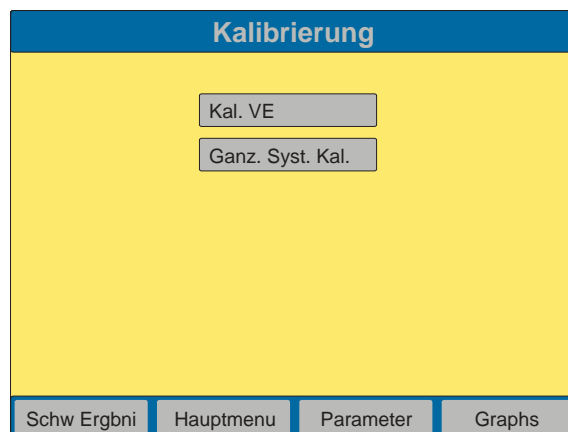 Kalibrierung
Kal. VE
Ganz. Syst. Kal.
Schw Ergbni Hauptmenu Parameter Graphs